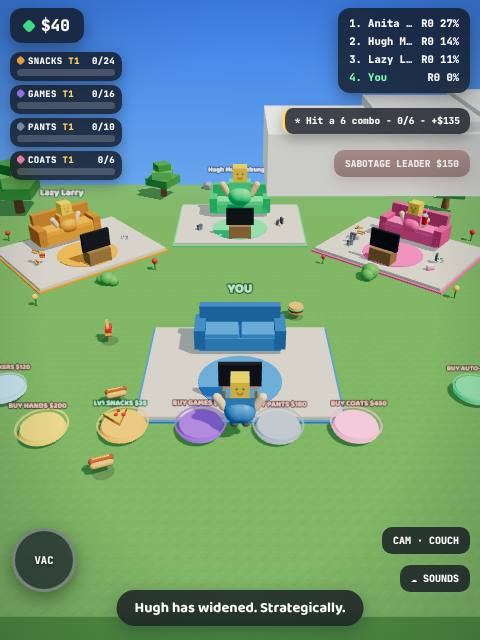 $40
SNACKS T1 0/24
GAMES T1 0/16
PANTS T1 0/10
COATS T1 0/6
1. Anita … R0 27%
2. Hugh M… R0 14%
3. Lazy L… R0 11%
4. You R0 0%
* Hit a 6 combo - 0/6 - +$135
SABOTAGE LEADER $150
Lazy Larry
YOU
$120
BUY AUTO-
BUY HANDS $200
LV1 SNACKS $35
BUY GAMES
PANTS $180
BUY COATS $450
VAC
CAM · COUCH
SOUNDS
Hugh has widened. Strategically.